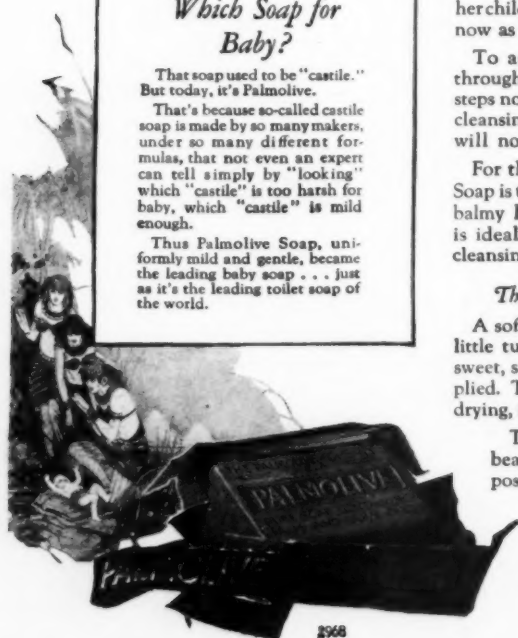 Which Soap for
Baby?
That soap used to be "castile."
But today, it's Palmolive.
That's because so-called castile
soap is made by so many makers,
under so many different for-
mulas, that not even an expert
can tell simply by "looking"
which "castile" is too harsh for
baby, which "castile" is mild
enough.
Thus Palmolive Soap, uni-
formly mild and gentle, became
the leading baby soap . . . just
as it's the leading toilet soap of
the world.
her chil
now as
To a
through
steps no
cleansin
will no
For th
Soap is t
balmy l
is ideal
cleansin
Th
A sof
little tu
sweet, s
plied. T
drying,
T
bea
pos
PALMOLIVE
2968